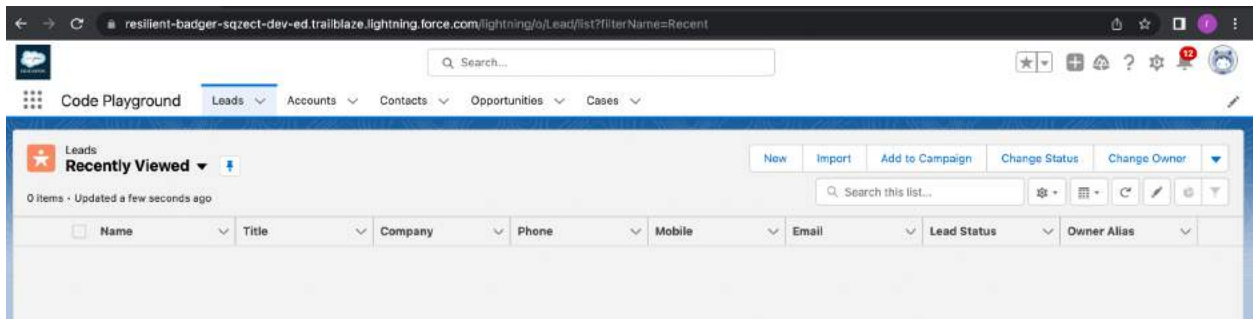 resilient-badger-sqzect-dev-ed.trailblaze.lightning.force.com/lightning/o/Lead/list?filterName=Recent
Search...
12
Code Playground Leads Accounts Contacts Opportunities Cases
Leads
Recently Viewed
New Import Add to Campaign Change Status Change Owner
0 items • Updated a few seconds ago
Search this list...
Name Title Company Phone Mobile Email Lead Status Owner Alias